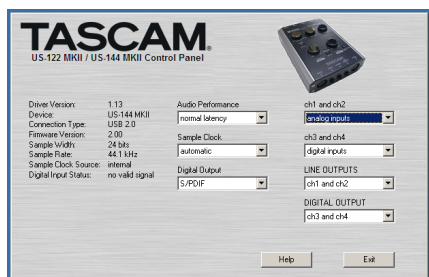 TASCAM®
US-122 MKII / US-144 MKII Control Panel
Driver Version: 1.13
Device: US-144 MKII
Connection Type: USB 2.0
Firmware Version: 2.00
Sample Width: 24 bits
Sample Rate: 44.1 kHz
Sample Clock Source: internal
Digital Input Status: no valid signal
Audio Performance
normal latency
Sample Clock
automatic
Digital Output
S/PDIF
ch1 and ch2
analog inputs
ch3 and ch4
digital inputs
LINE OUTPUTS
ch1 and ch2
DIGITAL OUTPUT
ch3 and ch4
Help
Exit